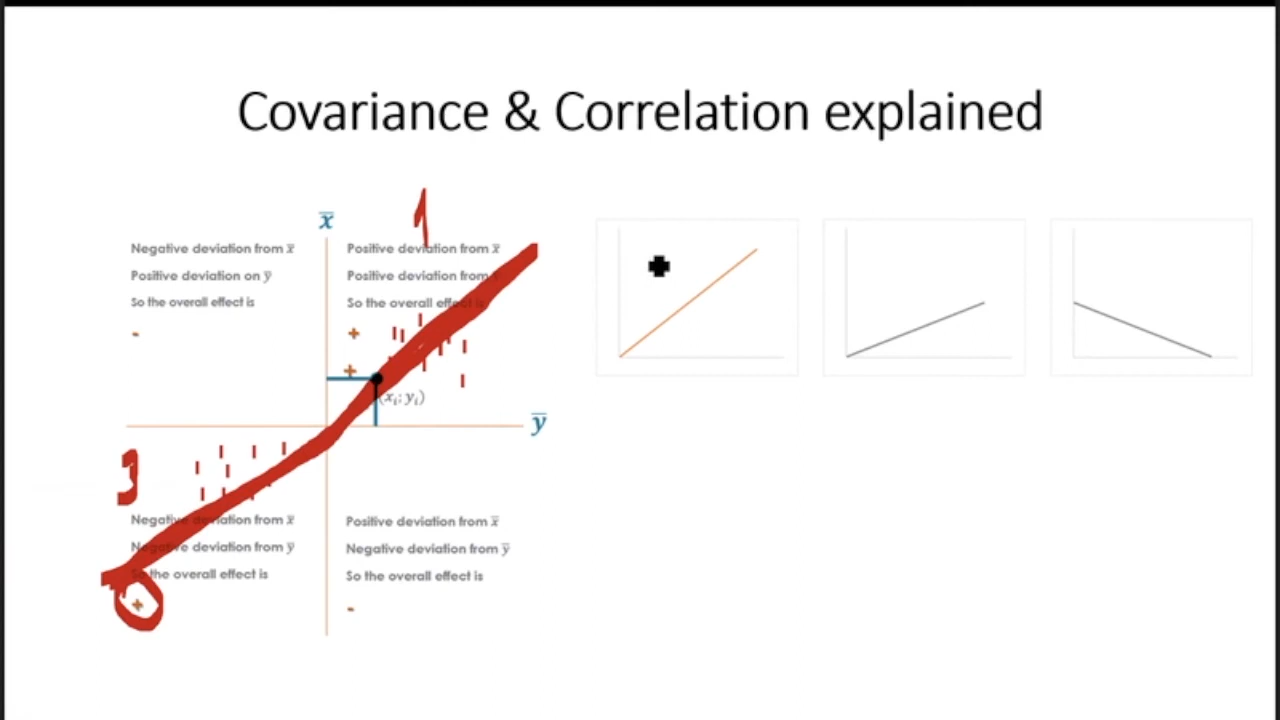 Covariance & Correlation explained
1
x̅
Negative deviation from x̅
Positive deviation on y̅
So the overall effect is
-
Positive deviation from x̅
Positive deviation from
So the overall effect is
+
+
(xᵢ; yᵢ)
y̅
3
Negative deviation from x̅
Negative deviation from y̅
So the overall effect is
+
Positive deviation from x̅
Negative deviation from y̅
So the overall effect is
-